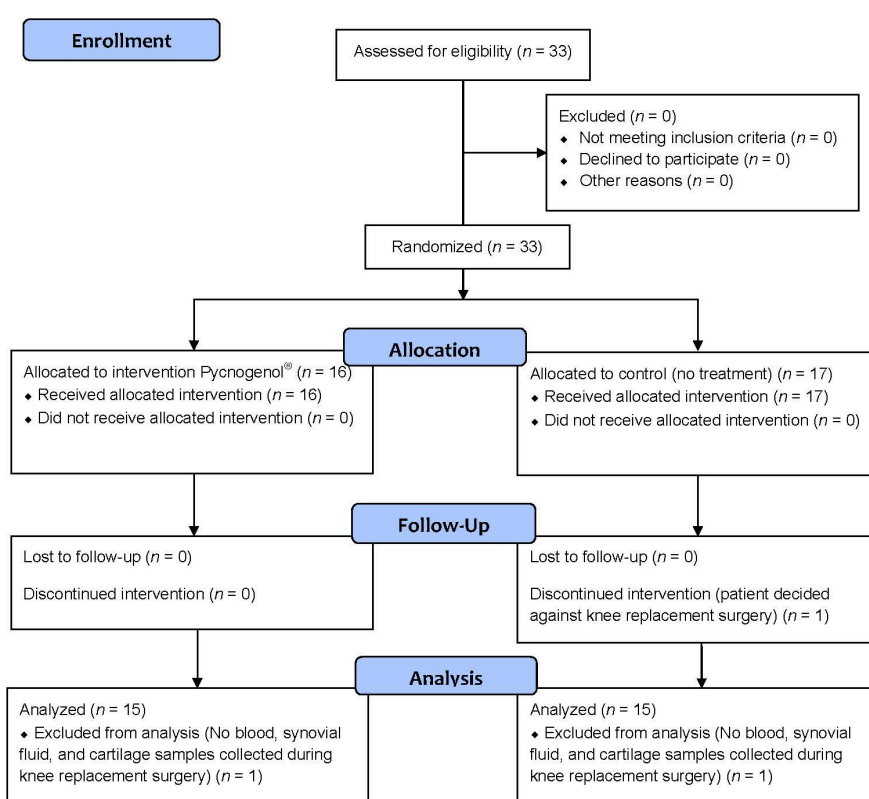 Enrollment
Assessed for eligibility (n = 33)
Excluded (n = 0)
⬥ Not meeting inclusion criteria (n = 0)
⬥ Declined to participate (n = 0)
⬥ Other reasons (n = 0)
Randomized (n = 33)
Allocation
Allocated to intervention Pycnogenol® (n = 16)
⬥ Received allocated intervention (n = 16)
⬥ Did not receive allocated intervention (n = 0)
Allocated to control (no treatment) (n = 17)
⬥ Received allocated intervention (n = 17)
⬥ Did not receive allocated intervention (n = 0)
Follow-Up
Lost to follow-up (n = 0)
Discontinued intervention (n = 0)
Lost to follow-up (n = 0)
Discontinued intervention (patient decided
against knee replacement surgery) (n = 1)
Analysis
Analyzed (n = 15)
⬥ Excluded from analysis (No blood, synovial
fluid, and cartilage samples collected during
knee replacement surgery) (n = 1)
Analyzed (n = 15)
⬥ Excluded from analysis (No blood, synovial
fluid, and cartilage samples collected during
knee replacement surgery) (n = 1)